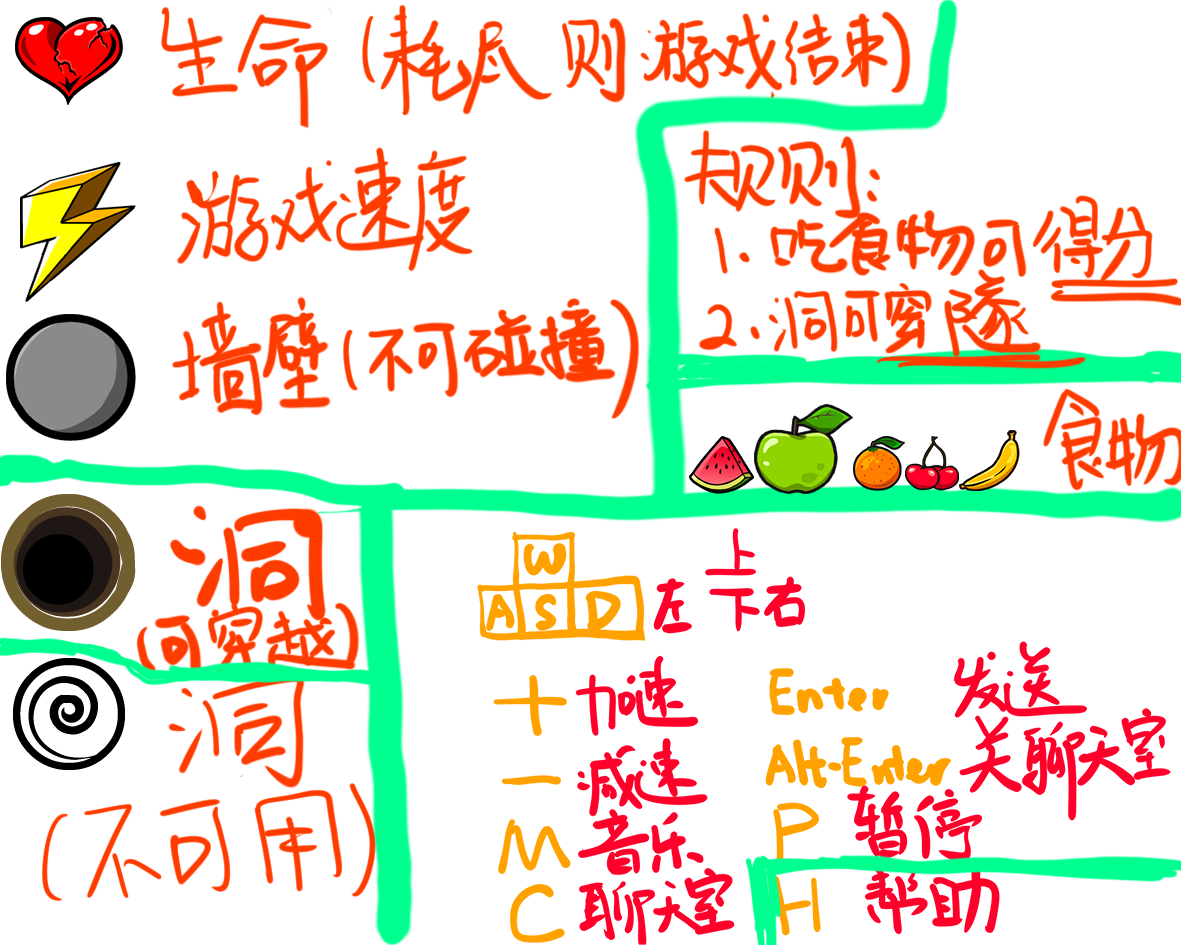 生命(耗尽则游戏结束)
游戏速度
墙壁(不可碰撞)
规则:
1.吃食物可得分
2.洞可穿隧
食物
洞
(可穿越)
洞
(不可用)
W
上
A S D 左 下 右
+ 加速
- 减速
M 音乐
C 聊天室
Enter 发送
Alt-Enter 关聊天室
P 暂停
H 帮助